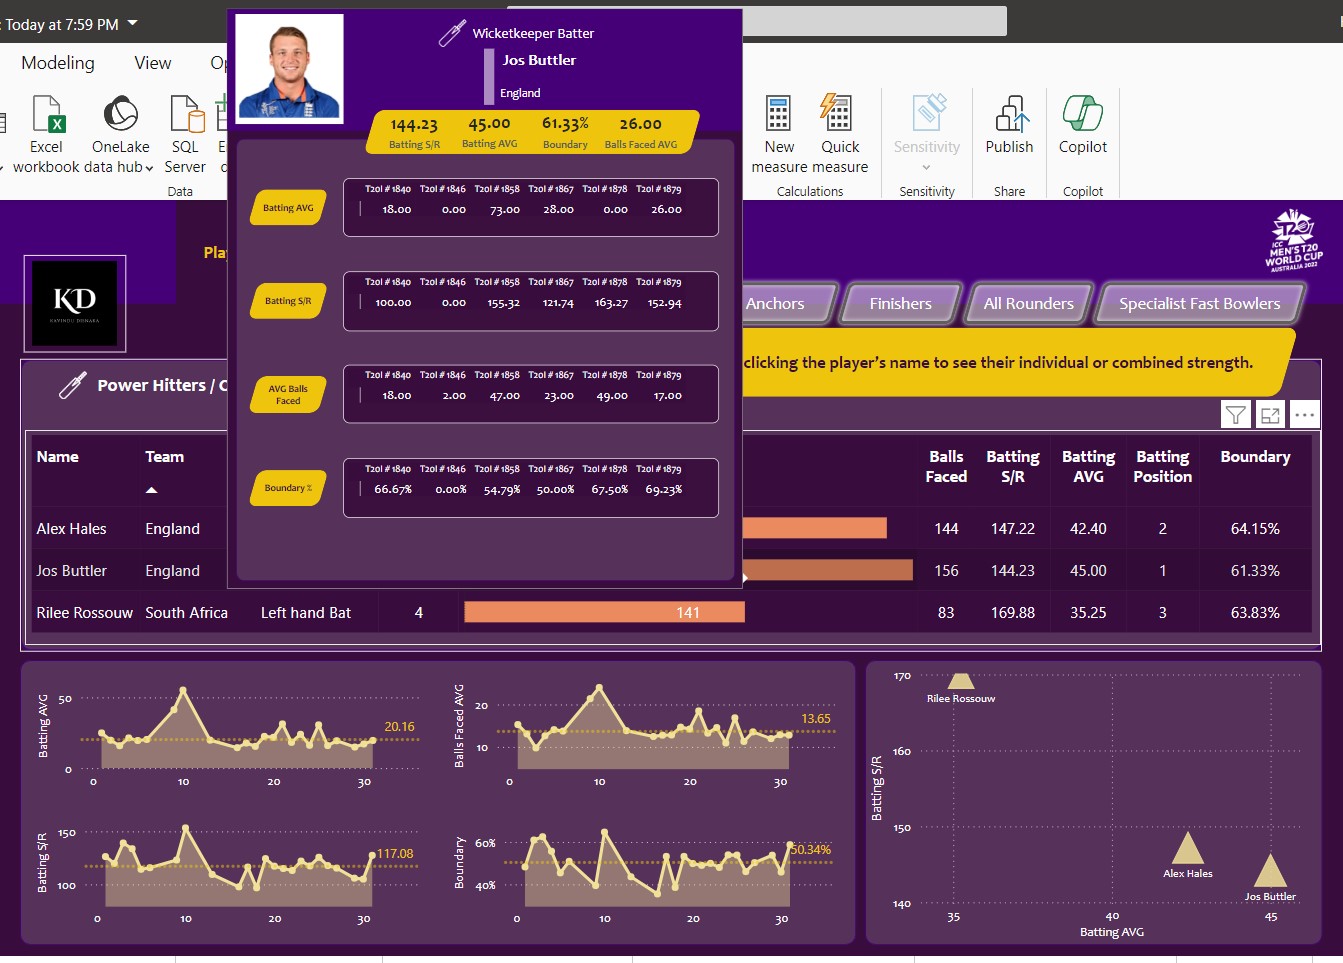 : Today at 7:59 PM
Modeling
View
Op
Excel
workbook
OneLake
data hub
SQL
Server
Data
New
measure
Quick
measure
Calculations
Sensitivity
Sensitivity
Publish
Share
Copilot
Copilot
Wicketkeeper Batter
Jos Buttler
England
144.23 45.00 61.33% 26.00
Batting S/R Batting AVG Boundary Balls Faced AVG
Batting AVG
T20I # 1840 T20I # 1846 T20I # 1858 T20I # 1867 T20I # 1878 T20I # 1879
18.00 0.00 73.00 28.00 0.00 26.00
Batting S/R
T20I # 1840 T20I # 1846 T20I # 1858 T20I # 1867 T20I # 1878 T20I # 1879
100.00 0.00 155.32 121.74 163.27 152.94
AVG Balls
Faced
T20I # 1840 T20I # 1846 T20I # 1858 T20I # 1867 T20I # 1878 T20I # 1879
18.00 2.00 47.00 23.00 49.00 17.00
Boundary %
T20I # 1840 T20I # 1846 T20I # 1858 T20I # 1867 T20I # 1878 T20I # 1879
66.67% 0.00% 54.79% 50.00% 67.50% 69.23%
KD
KAVINDU DENAKA
Pla
T20
ICC
MEN'S T20
WORLD CUP
AUSTRALIA 2022
Anchors
Finishers
All Rounders
Specialist Fast Bowlers
clicking the player's name to see their individual or combined strength.
Power Hitters /
Name Team Balls Faced Batting S/R Batting AVG Batting Position Boundary
Alex Hales England 144 147.22 42.40 2 64.15%
Jos Buttler England 156 144.23 45.00 1 61.33%
Rilee Rossouw South Africa Left hand Bat 4 141 83 169.88 35.25 3 63.83%
Batting AVG
50
0
20.16
0 10 20 30
Balls Faced AVG
20
10
13.65
0 10 20 30
Batting S/R
150
100
117.08
0 10 20 30
Boundary
60%
40%
50.34%
0 10 20 30
Batting S/R
170
160
150
140
Rilee Rossouw
Alex Hales
Jos Buttler
35 40 45
Batting AVG